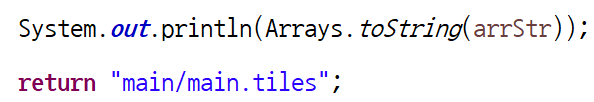 System.out.println(Arrays.toString(arrStr));
return "main/main.tiles";